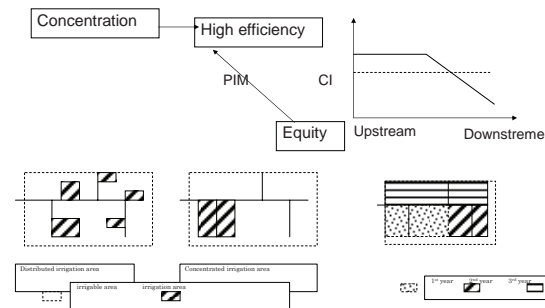 Concentration
High efficiency
PIM
CI
Equity
Upstream
Downstreme
Distributed irrigation area
Concentrated irrigation area
irrigable area irrigation area
1st year 2nd year 3rd year